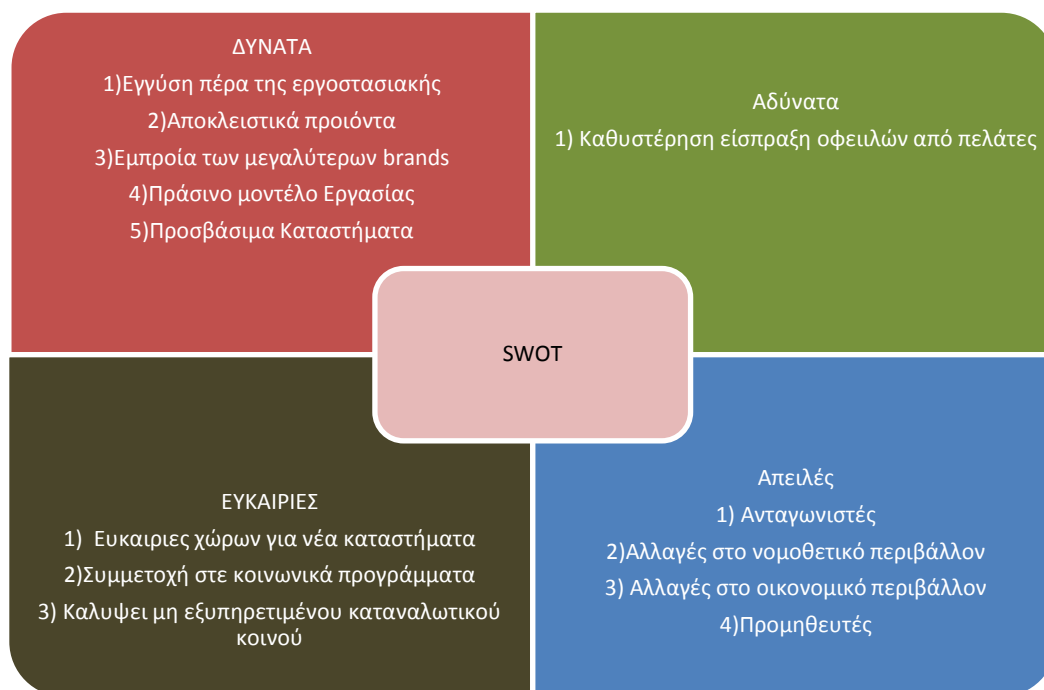 ΔΥΝΑΤΑ
1)Εγγύση πέρα της εργοστασιακής
2)Αποκλειστικά προιόντα
3)Εμπροία των μεγαλύτερων brands
4)Πράσινο μοντέλο Εργασίας
5)Προσβάσιμα Καταστήματα
Αδύνατα
1) Καθυστέρηση είσπραξη οφειιλών από πελάτες
SWOT
ΕΥΚΑΙΡΙΕΣ
1) Ευκαιριες χώρων για νέα καταστήματα
2)Συμμετοχή στε κοινωνικά προγράμματα
3) Καλυψει μη εξυπηρετιμένου καταναλωτικού
κοινού
Απειλές
1) Ανταγωνιστές
2)Αλλαγές στο νομοθετικό περιβάλλον
3) Αλλαγές στο οικονομικό περιβάλλον
4)Προμηθευτές